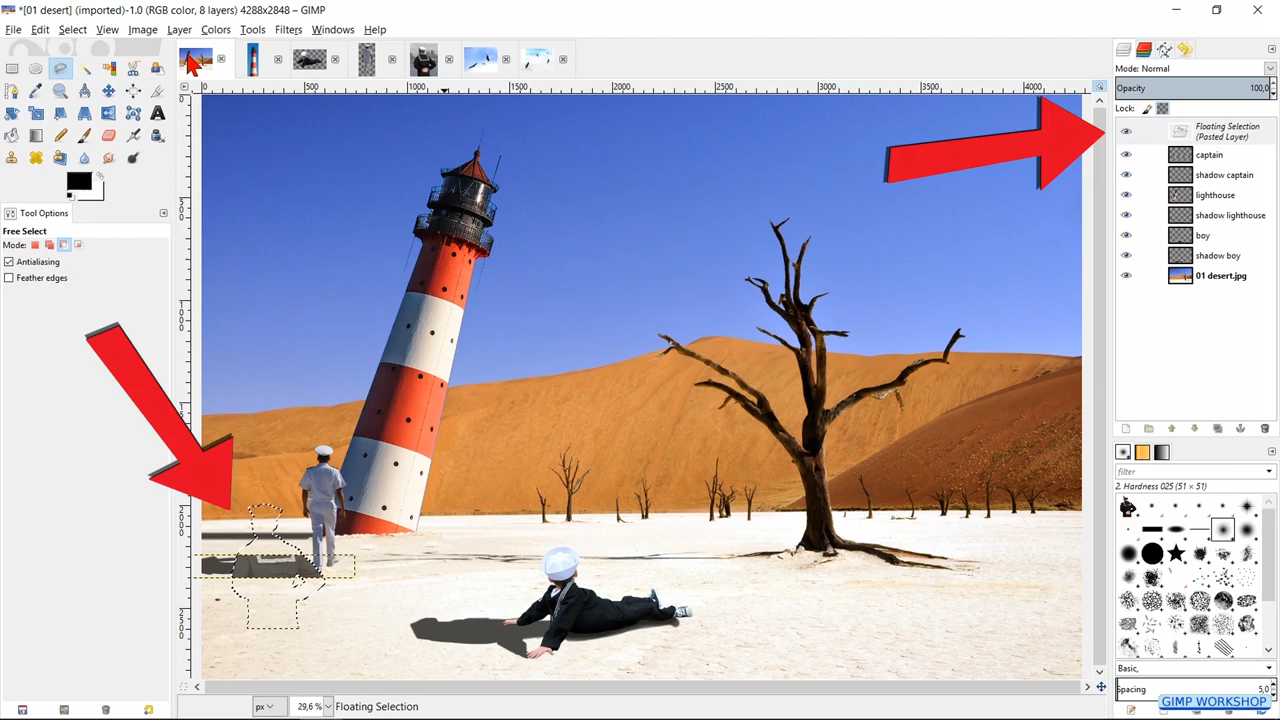 *[01 desert] (imported)-1.0 (RGB color, 8 layers) 4288x2848 – GIMP
File Edit Select View Image Layer Colors Tools Filters Windows Help
Mode: Normal
Opacity 100,0
Lock:
0 500 1000 1500 2000 2500 3000 3500 4000
Floating Selection
(Pasted Layer)
captain
shadow captain
lighthouse
shadow lighthouse
boy
shadow boy
01 desert.jpg
Tool Options
Free Select
Mode:
Antialiasing
Feather edges
filter
2. Hardness 025 (51 × 51)
Basic,
Spacing 5,0
px 29,6 % Floating Selection
GIMP WORKSHOP